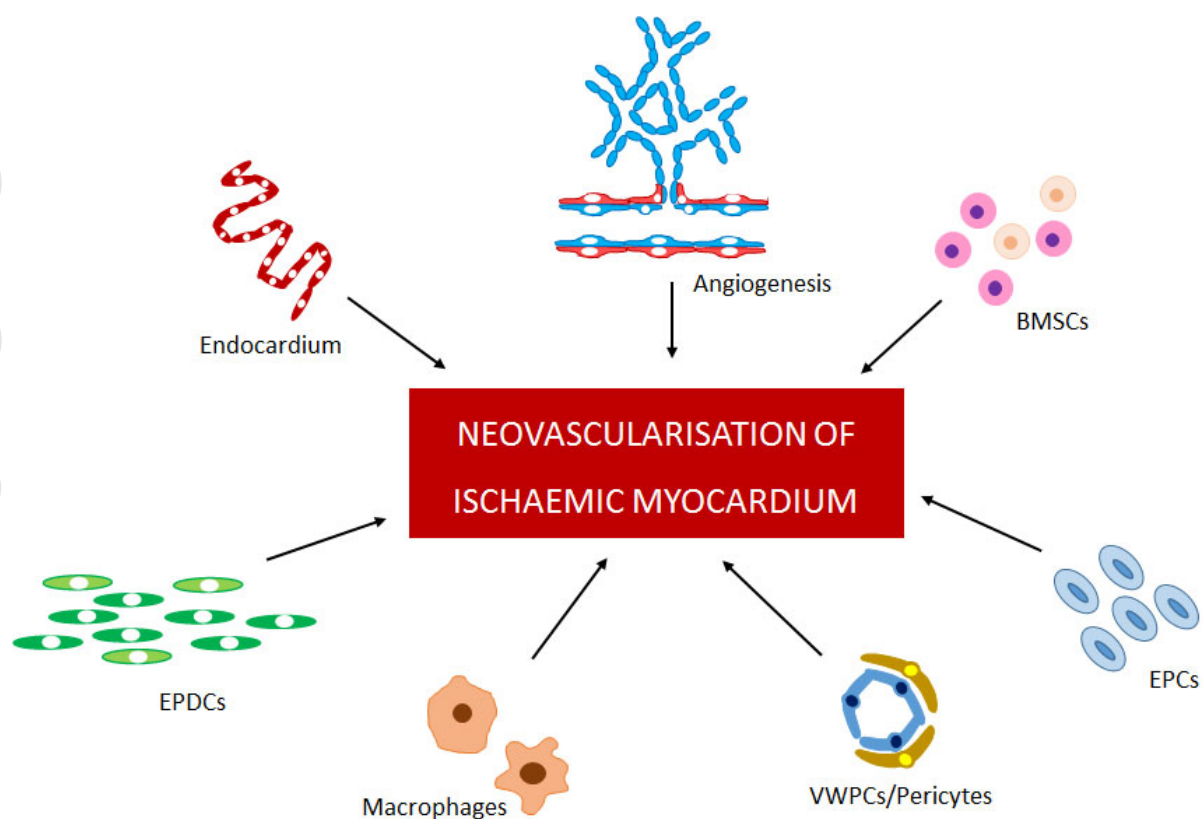 Angiogenesis
Endocardium
BMSCs
NEOVASCULARISATION OF
ISCHAEMIC MYOCARDIUM
EPDCs
EPCs
Macrophages
VWPCs/Pericytes